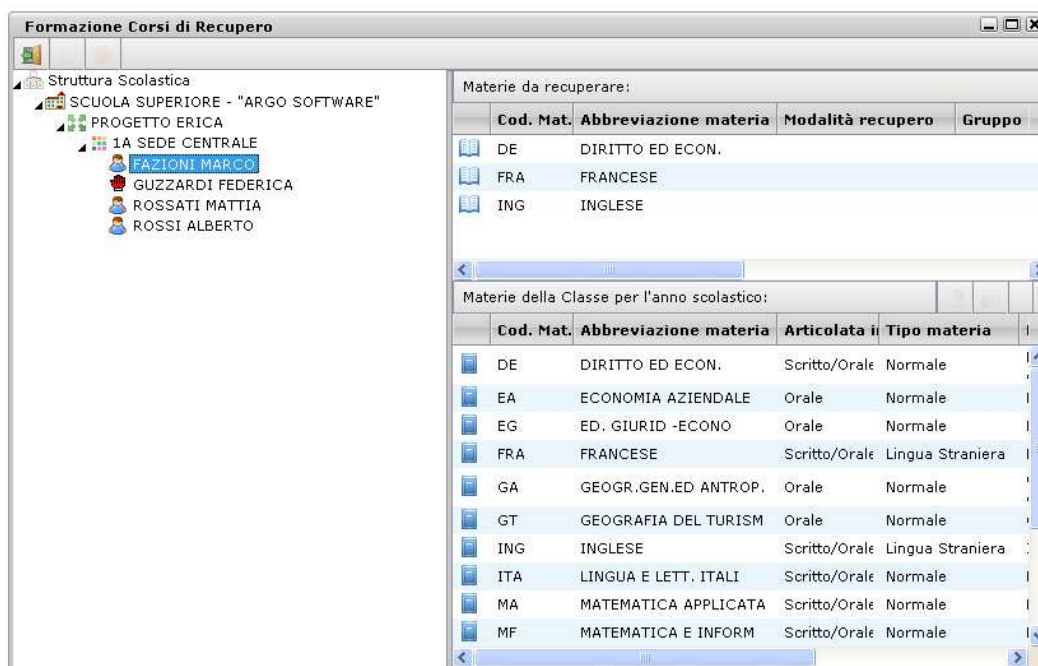 Formazione Corsi di Recupero
Struttura Scolastica
SCUOLA SUPERIORE - "ARGO SOFTWARE"
PROGETTO ERICA
1A SEDE CENTRALE
FAZIONI MARCO
GUZZARDI FEDERICA
ROSSATI MATTIA
ROSSI ALBERTO
Materie da recuperare:
Cod. Mat. Abbreviazione materia Modalità recupero Gruppo
DE DIRITTO ED ECON.
FRA FRANCESE
ING INGLESE
Materie della Classe per l'anno scolastico:
Cod. Mat. Abbreviazione materia Articolata i Tipo materia
DE DIRITTO ED ECON. Scritto/Orale Normale
EA ECONOMIA AZIENDALE Orale Normale
EG ED. GIURID -ECONO Orale Normale
FRA FRANCESE Scritto/Orale Lingua Straniera
GA GEOGR.GEN.ED ANTROP. Orale Normale
GT GEOGRAFIA DEL TURISM Orale Normale
ING INGLESE Scritto/Orale Lingua Straniera
ITA LINGUA E LETT. ITALI Scritto/Orale Normale
MA MATEMATICA APPLICATA Scritto/Orale Normale
MF MATEMATICA E INFORM Scritto/Orale Normale